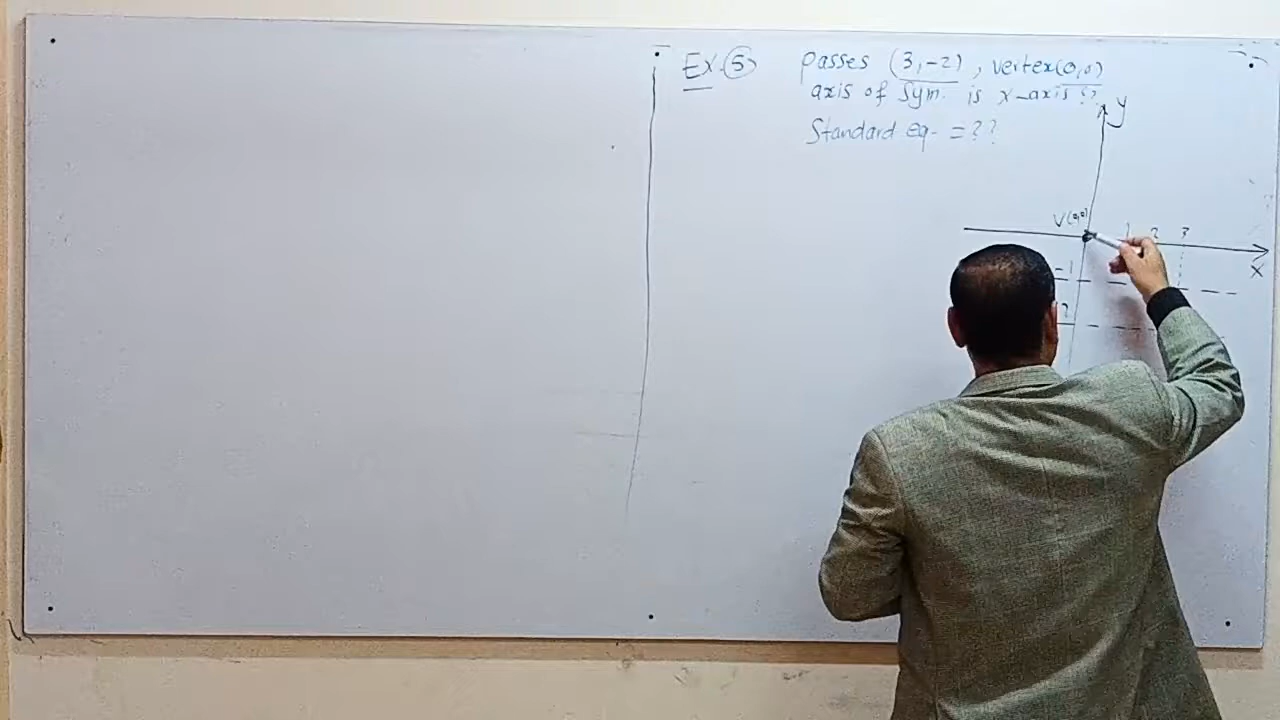 Ex. 5 passes (3,-2), vertex(0,0)
axis of Sym. is x-axis ??
Standard eq. = ??
y
V(0,0) 1 2 3
x
-1
2